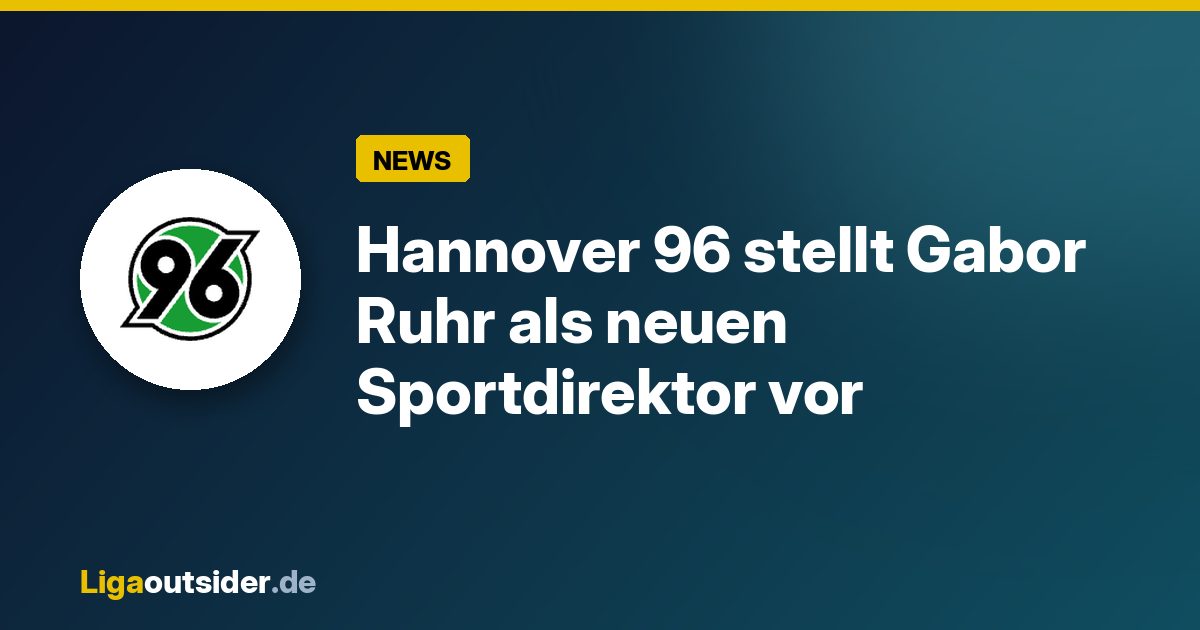 NEWS
96
Hannover 96 stellt Gabor
Ruhr als neuen
Sportdirektor vor
Ligaoutsider.de